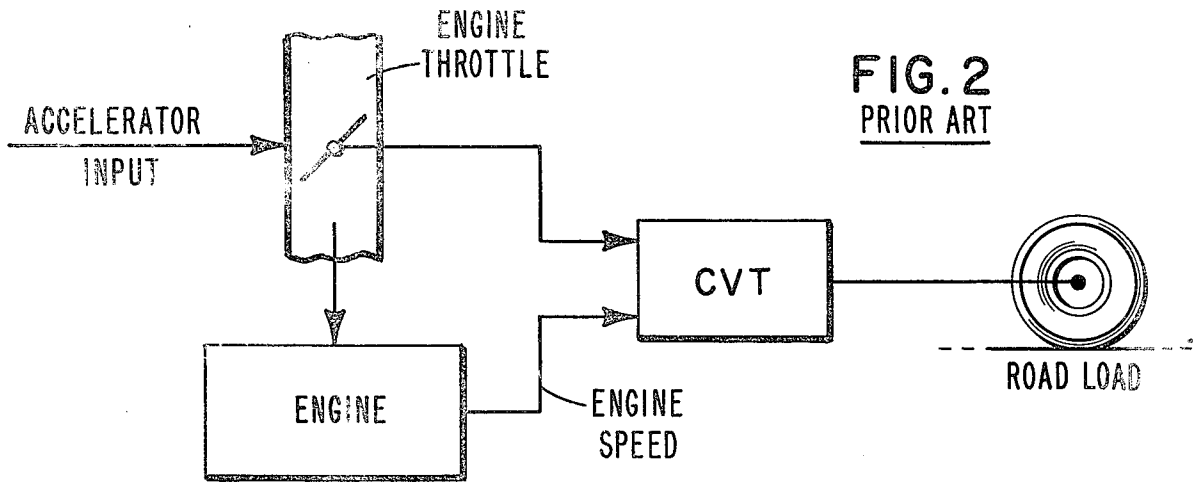 ENGINE
THROTTLE
FIG. 2
PRIOR ART
ACCELERATOR
INPUT
CVT
ROAD LOAD
ENGINE
ENGINE
SPEED